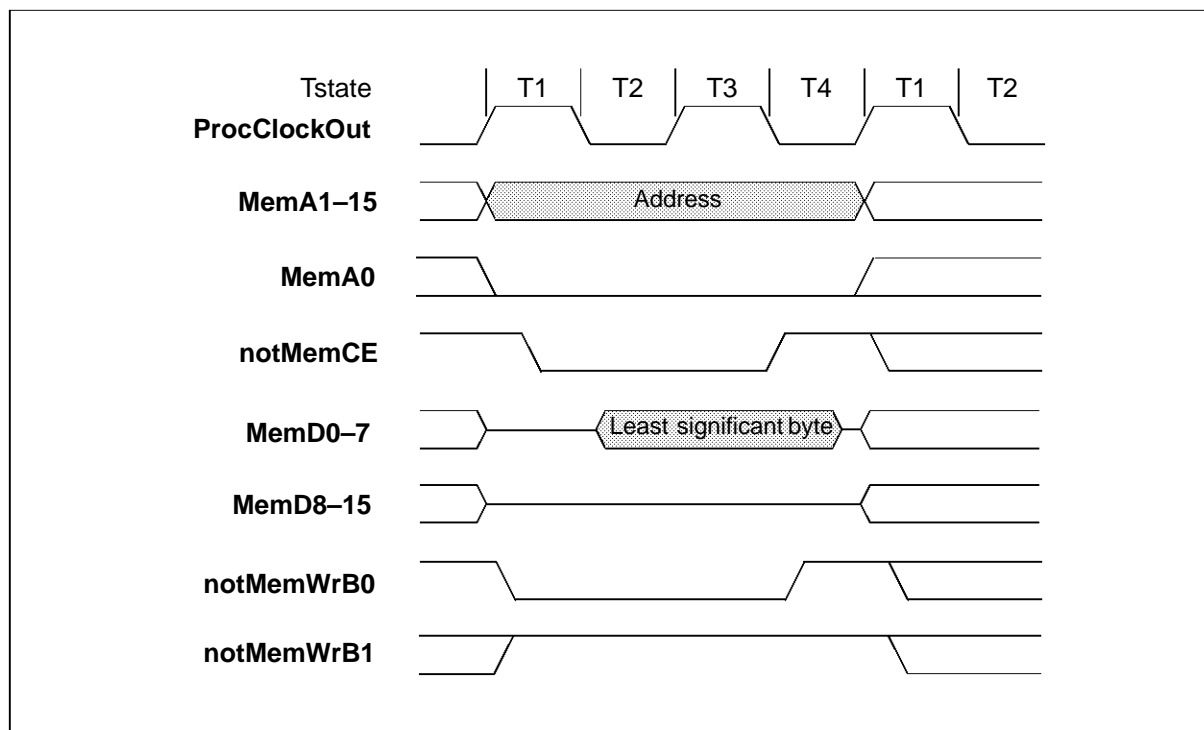 Tstate T1 T2 T3 T4 T1 T2
ProcClockOut
MemA1–15 Address
MemA0
notMemCE
MemD0–7 Least significant byte
MemD8–15
notMemWrB0
notMemWrB1